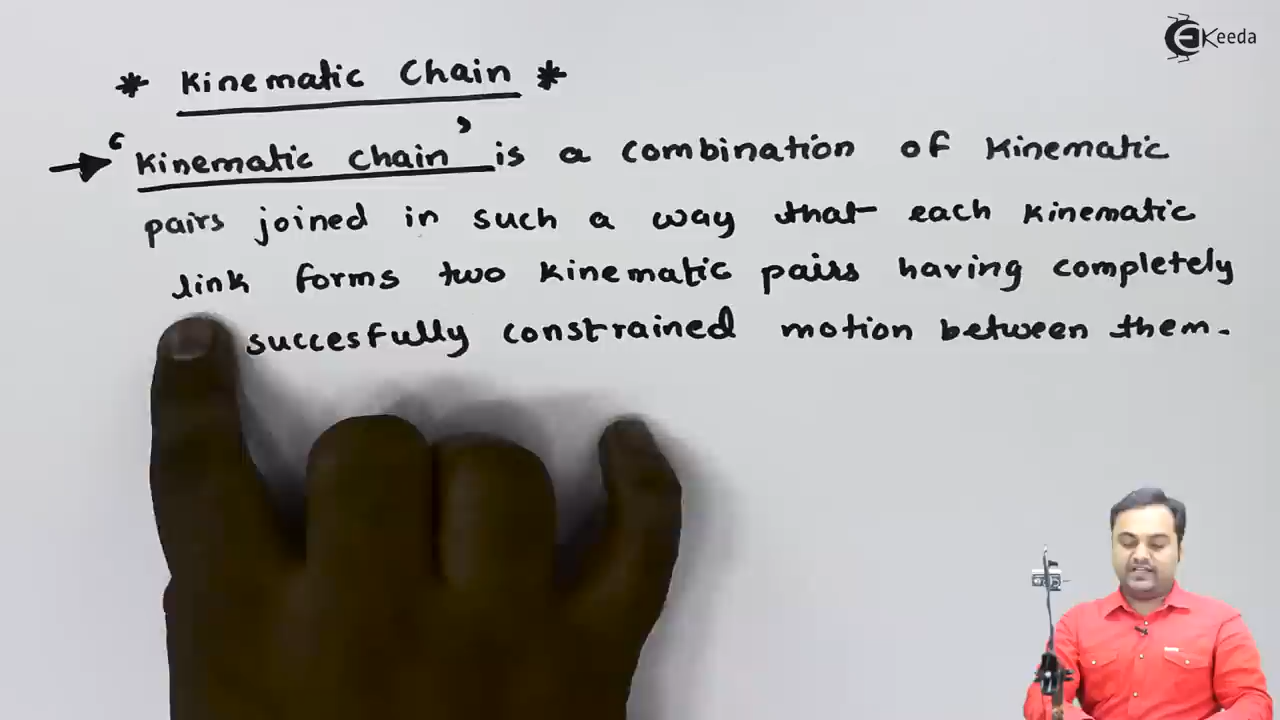 EKeeda
* Kinematic Chain *
→ 'Kinematic chain' is a combination of Kinematic
pairs joined in such a way that each Kinematic
link forms two Kinematic pairs having completely
succesfully constrained motion between them.